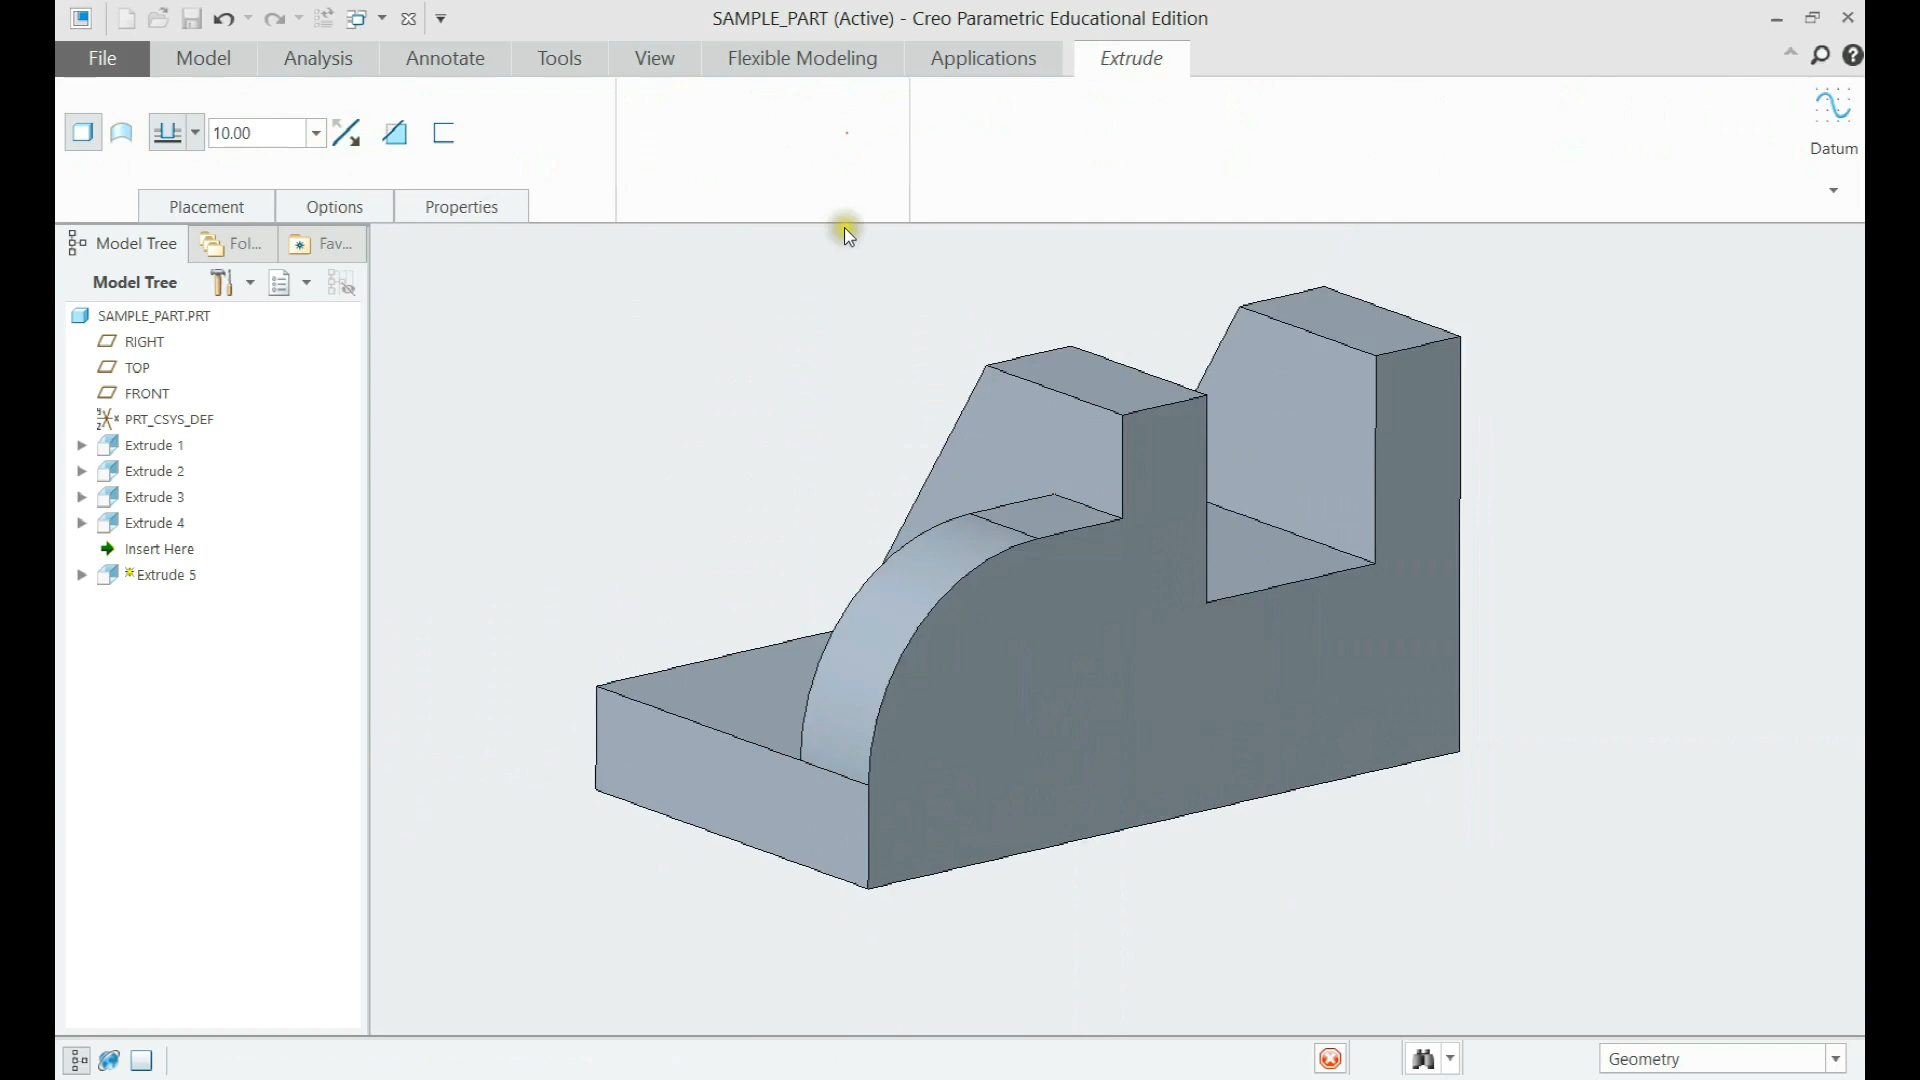 SAMPLE_PART (Active) - Creo Parametric Educational Edition
File Model Analysis Annotate Tools View Flexible Modeling Applications Extrude
10.00
Datum
Placement Options Properties
Model Tree Fol... Fav...
Model Tree
SAMPLE_PART.PRT
RIGHT
TOP
FRONT
PRT_CSYS_DEF
Extrude 1
Extrude 2
Extrude 3
Extrude 4
Insert Here
Extrude 5
Geometry